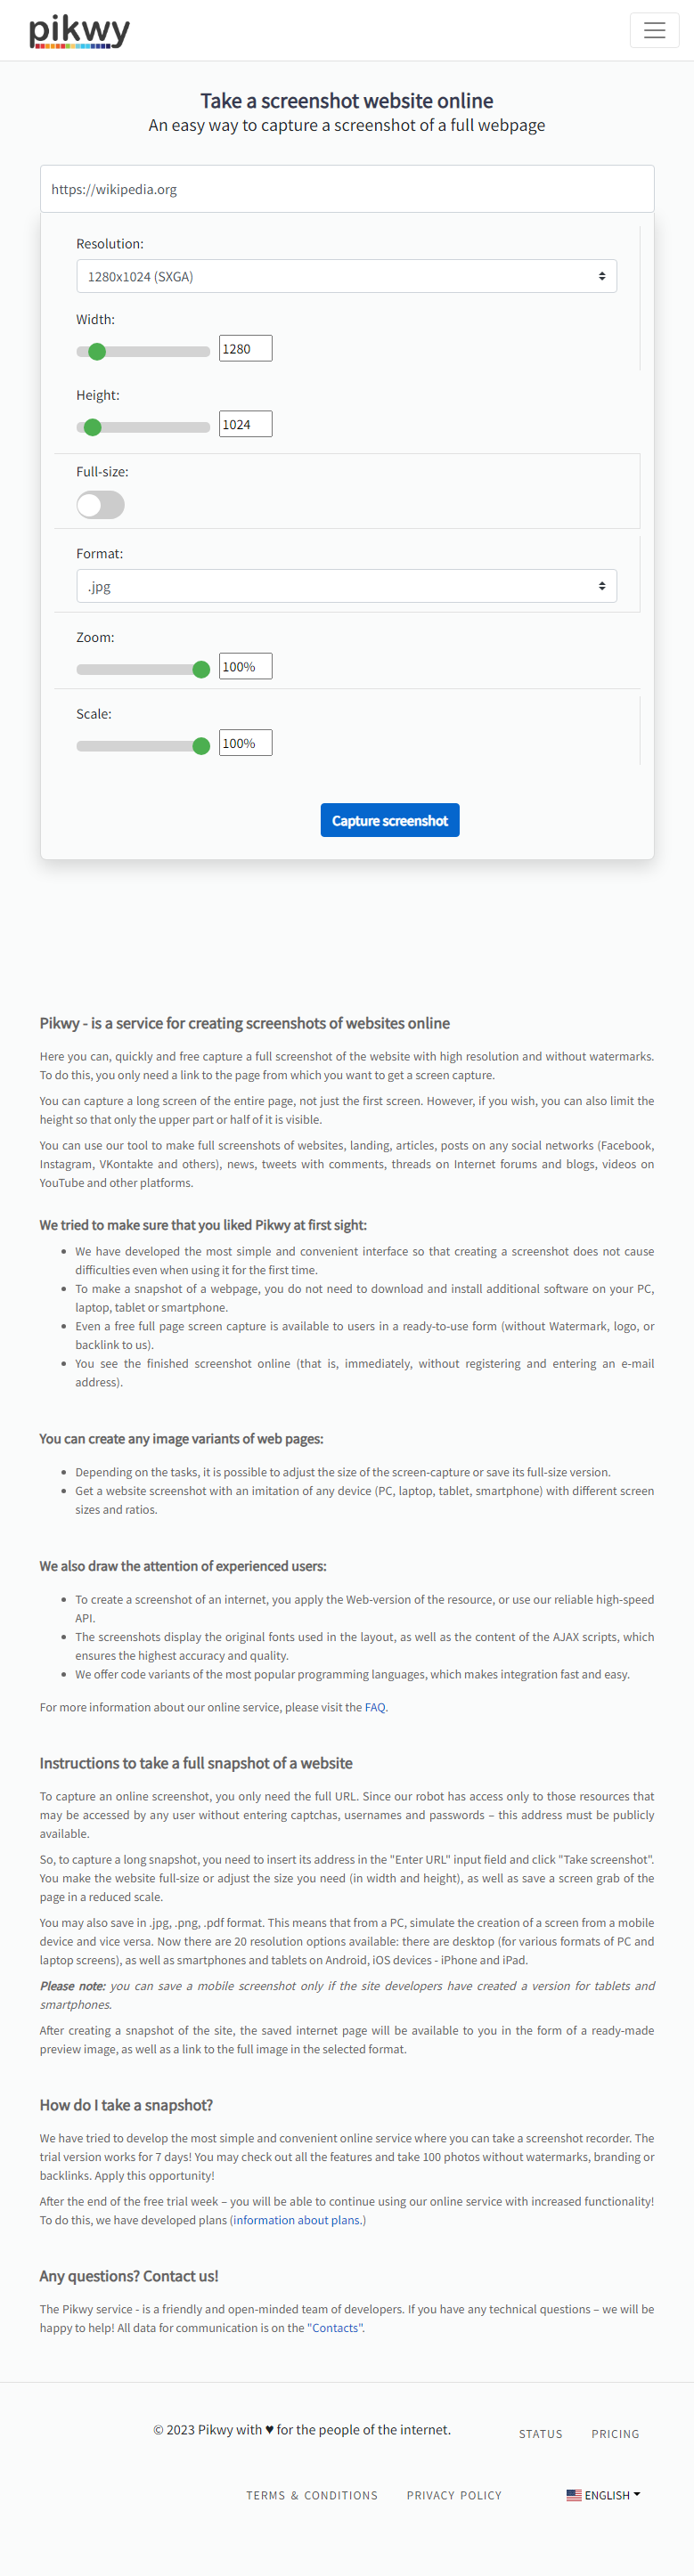 pikwy
Take a screenshot website online
An easy way to capture a screenshot of a full webpage
https://wikipedia.org
Resolution:
1280x1024 (SXGA)
Width:
1280
Height:
1024
Full-size:
Format:
.jpg
Zoom:
100%
Scale:
100%
Capture screenshot
Pikwy - is a service for creating screenshots of websites online
Here you can, quickly and free capture a full screenshot of the website with high resolution and without watermarks.
To do this, you only need a link to the page from which you want to get a screen capture.
You can capture a long screen of the entire page, not just the first screen. However, if you wish, you can also limit the
height so that only the upper part or half of it is visible.
You can use our tool to make full screenshots of websites, landing, articles, posts on any social networks (Facebook,
Instagram, VKontakte and others), news, tweets with comments, threads on Internet forums and blogs, videos on
YouTube and other platforms.
We tried to make sure that you liked Pikwy at first sight:
• We have developed the most simple and convenient interface so that creating a screenshot does not cause
difficulties even when using it for the first time.
• To make a snapshot of a webpage, you do not need to download and install additional software on your PC,
laptop, tablet or smartphone.
• Even a free full page screen capture is available to users in a ready-to-use form (without Watermark, logo, or
backlink to us).
• You see the finished screenshot online (that is, immediately, without registering and entering an e-mail
address).
You can create any image variants of web pages:
• Depending on the tasks, it is possible to adjust the size of the screen-capture or save its full-size version.
• Get a website screenshot with an imitation of any device (PC, laptop, tablet, smartphone) with different screen
sizes and ratios.
We also draw the attention of experienced users:
• To create a screenshot of an internet, you apply the Web-version of the resource, or use our reliable high-speed
API.
• The screenshots display the original fonts used in the layout, as well as the content of the AJAX scripts, which
ensures the highest accuracy and quality.
• We offer code variants of the most popular programming languages, which makes integration fast and easy.
For more information about our online service, please visit the FAQ.
Instructions to take a full snapshot of a website
To capture an online screenshot, you only need the full URL. Since our robot has access only to those resources that
may be accessed by any user without entering captchas, usernames and passwords – this address must be publicly
available.
So, to capture a long snapshot, you need to insert its address in the "Enter URL" input field and click "Take screenshot".
You make the website full-size or adjust the size you need (in width and height), as well as save a screen grab of the
page in a reduced scale.
You may also save in .jpg, .png, .pdf format. This means that from a PC, simulate the creation of a screen from a mobile
device and vice versa. Now there are 20 resolution options available: there are desktop (for various formats of PC and
laptop screens), as well as smartphones and tablets on Android, iOS devices - iPhone and iPad.
Please note: you can save a mobile screenshot only if the site developers have created a version for tablets and
smartphones.
After creating a snapshot of the site, the saved internet page will be available to you in the form of a ready-made
preview image, as well as a link to the full image in the selected format.
How do I take a snapshot?
We have tried to develop the most simple and convenient online service where you can take a screenshot recorder. The
trial version works for 7 days! You may check out all the features and take 100 photos without watermarks, branding or
backlinks. Apply this opportunity!
After the end of the free trial week – you will be able to continue using our online service with increased functionality!
To do this, we have developed plans (information about plans.)
Any questions? Contact us!
The Pikwy service - is a friendly and open-minded team of developers. If you have any technical questions – we will be
happy to help! All data for communication is on the "Contacts".
© 2023 Pikwy with ♥ for the people of the internet.
STATUS
PRICING
TERMS & CONDITIONS
PRIVACY POLICY
ENGLISH